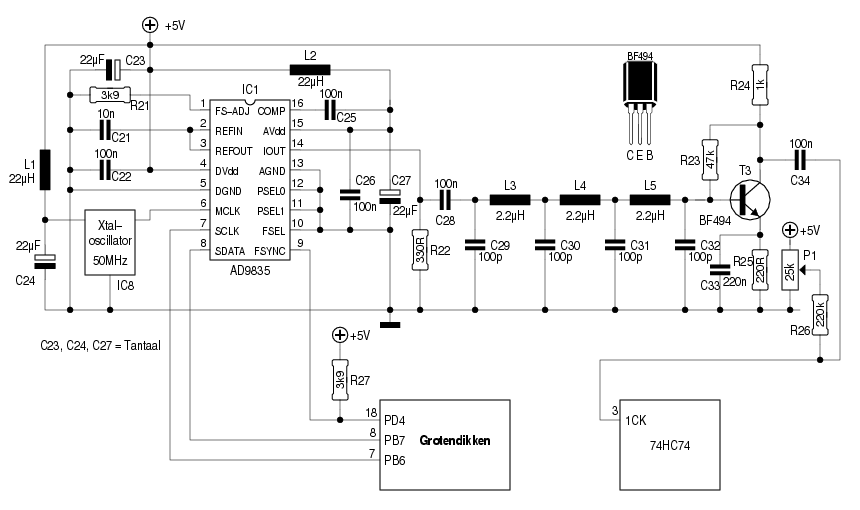 +5V
22µF
C23
L2
22µH
BF494
C E B
R24
1k
3k9
R21
IC1
100n
C25
1
FS-ADJ
COMP
16
10n
C21
2
REFIN
AVdd
15
3
REFOUT
IOUT
14
100n
C22
4
DVdd
AGND
13
5
DGND
PSEL0
12
6
MCLK
PSEL1
11
7
SCLK
FSEL
10
8
SDATA
FSYNC
9
AD9835
L1
22µH
Xtal-
oscillator
50MHz
IC8
22µF
C24
C26
100n
C27
22µF
330R
R22
100n
C28
L3
2.2µH
L4
2.2µH
L5
2.2µH
C29
100p
C30
100p
C31
100p
C32
100p
R23
47k
T3
BF494
100n
C34
C33
220n
R25
220R
+5V
P1
25k
R26
220k
C23, C24, C27 = Tantaal
+5V
3k9
R27
18
PD4
8
PB7
7
PB6
Grotendikken
3
1CK
74HC74